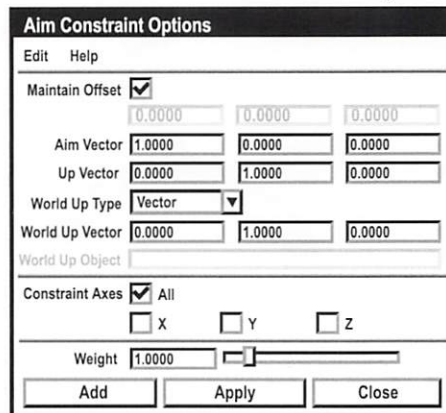 Aim Constraint Options
Edit Help
Maintain Offset
0.0000 0.0000 0.0000
Aim Vector 1.0000 0.0000 0.0000
Up Vector 0.0000 1.0000 0.0000
World Up Type Vector
World Up Vector 0.0000 1.0000 0.0000
World Up Object
Constraint Axes All
X Y Z
Weight 1.0000
Add Apply Close